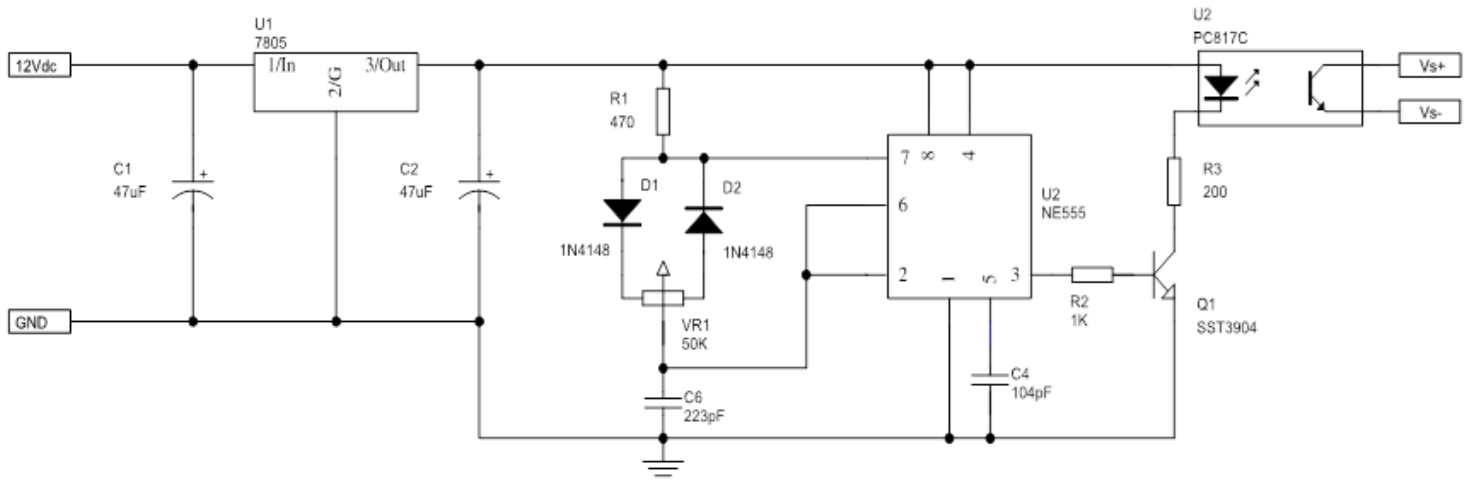 U1
7805
12Vdc
1/In
2/G
3/Out
U2
PC817C
Vs+
Vs-
R1
470
C1
47uF
+
C2
47uF
+
D1
D2
1N4148
1N4148
7
8
4
6
2
1
5
3
U2
NE555
R3
200
R2
1K
Q1
SST3904
GND
VR1
50K
C6
223pF
C4
104pF